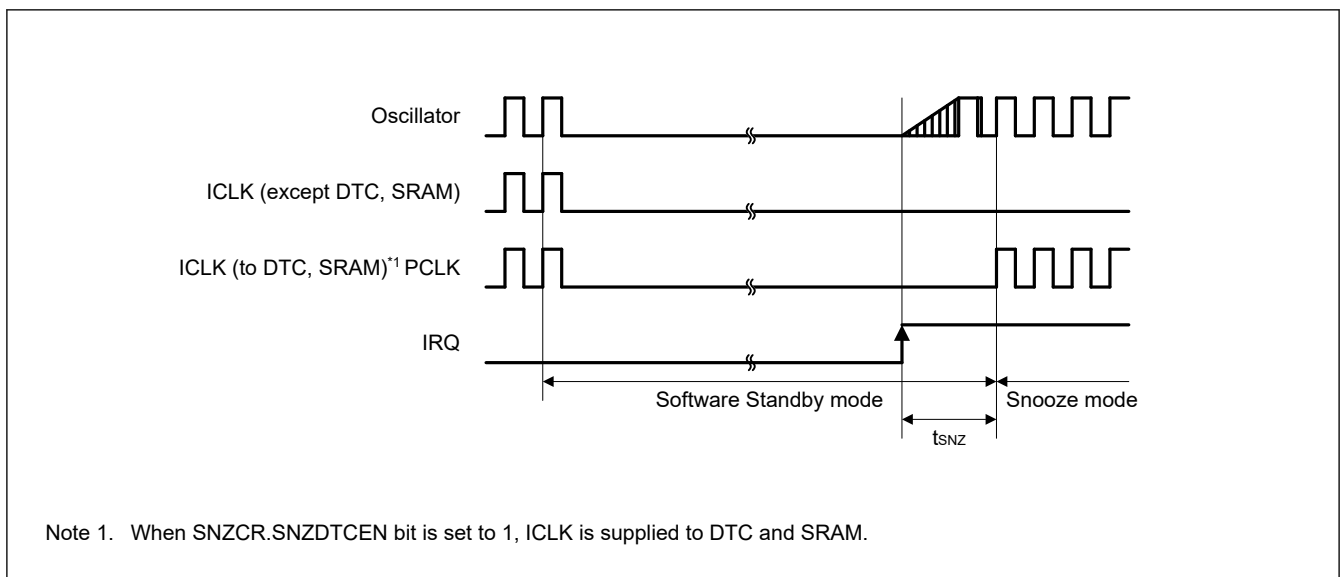 Oscillator
ICLK (except DTC, SRAM)
ICLK (to DTC, SRAM)*1 PCLK
IRQ
Software Standby mode
Snooze mode
tSNZ
Note 1. When SNZCR.SNZDTCEN bit is set to 1, ICLK is supplied to DTC and SRAM.